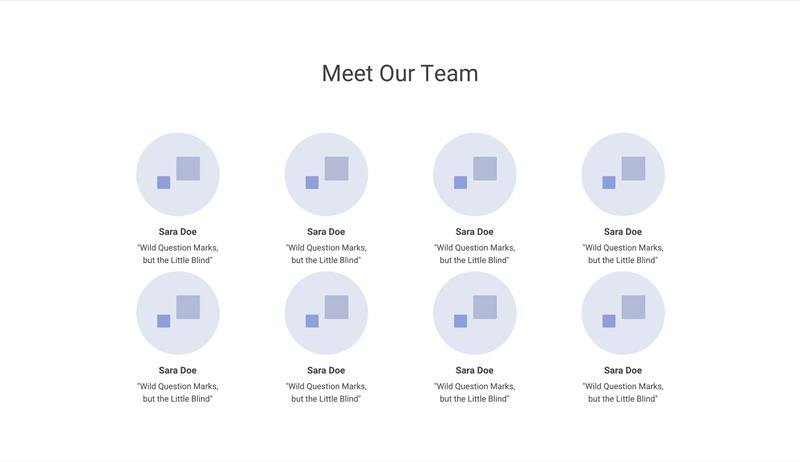 Meet Our Team
Sara Doe
Sara Doe
Sara Doe
Sara Doe
"Wild Question Marks,
but the Little Blind"
"Wild Question Marks,
but the Little Blind"
"Wild Question Marks,
but the Little Blind"
"Wild Question Marks,
but the Little Blind"
Sara Doe
Sara Doe
Sara Doe
Sara Doe
"Wild Question Marks,
but the Little Blind"
"Wild Question Marks,
but the Little Blind"
"Wild Question Marks,
but the Little Blind"
"Wild Question Marks,
but the Little Blind"